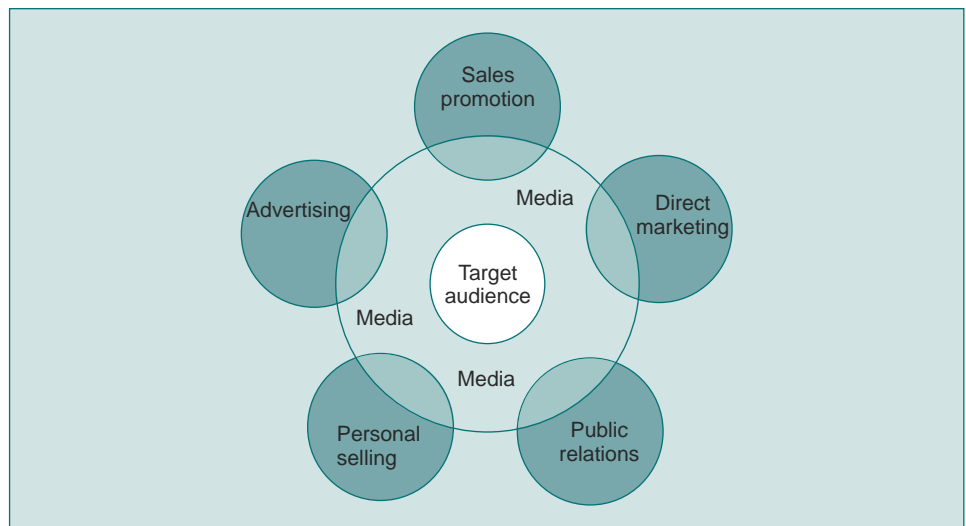 Sales
promotion
Media
Direct
marketing
Advertising
Target
audience
Media
Media
Personal
selling
Public
relations